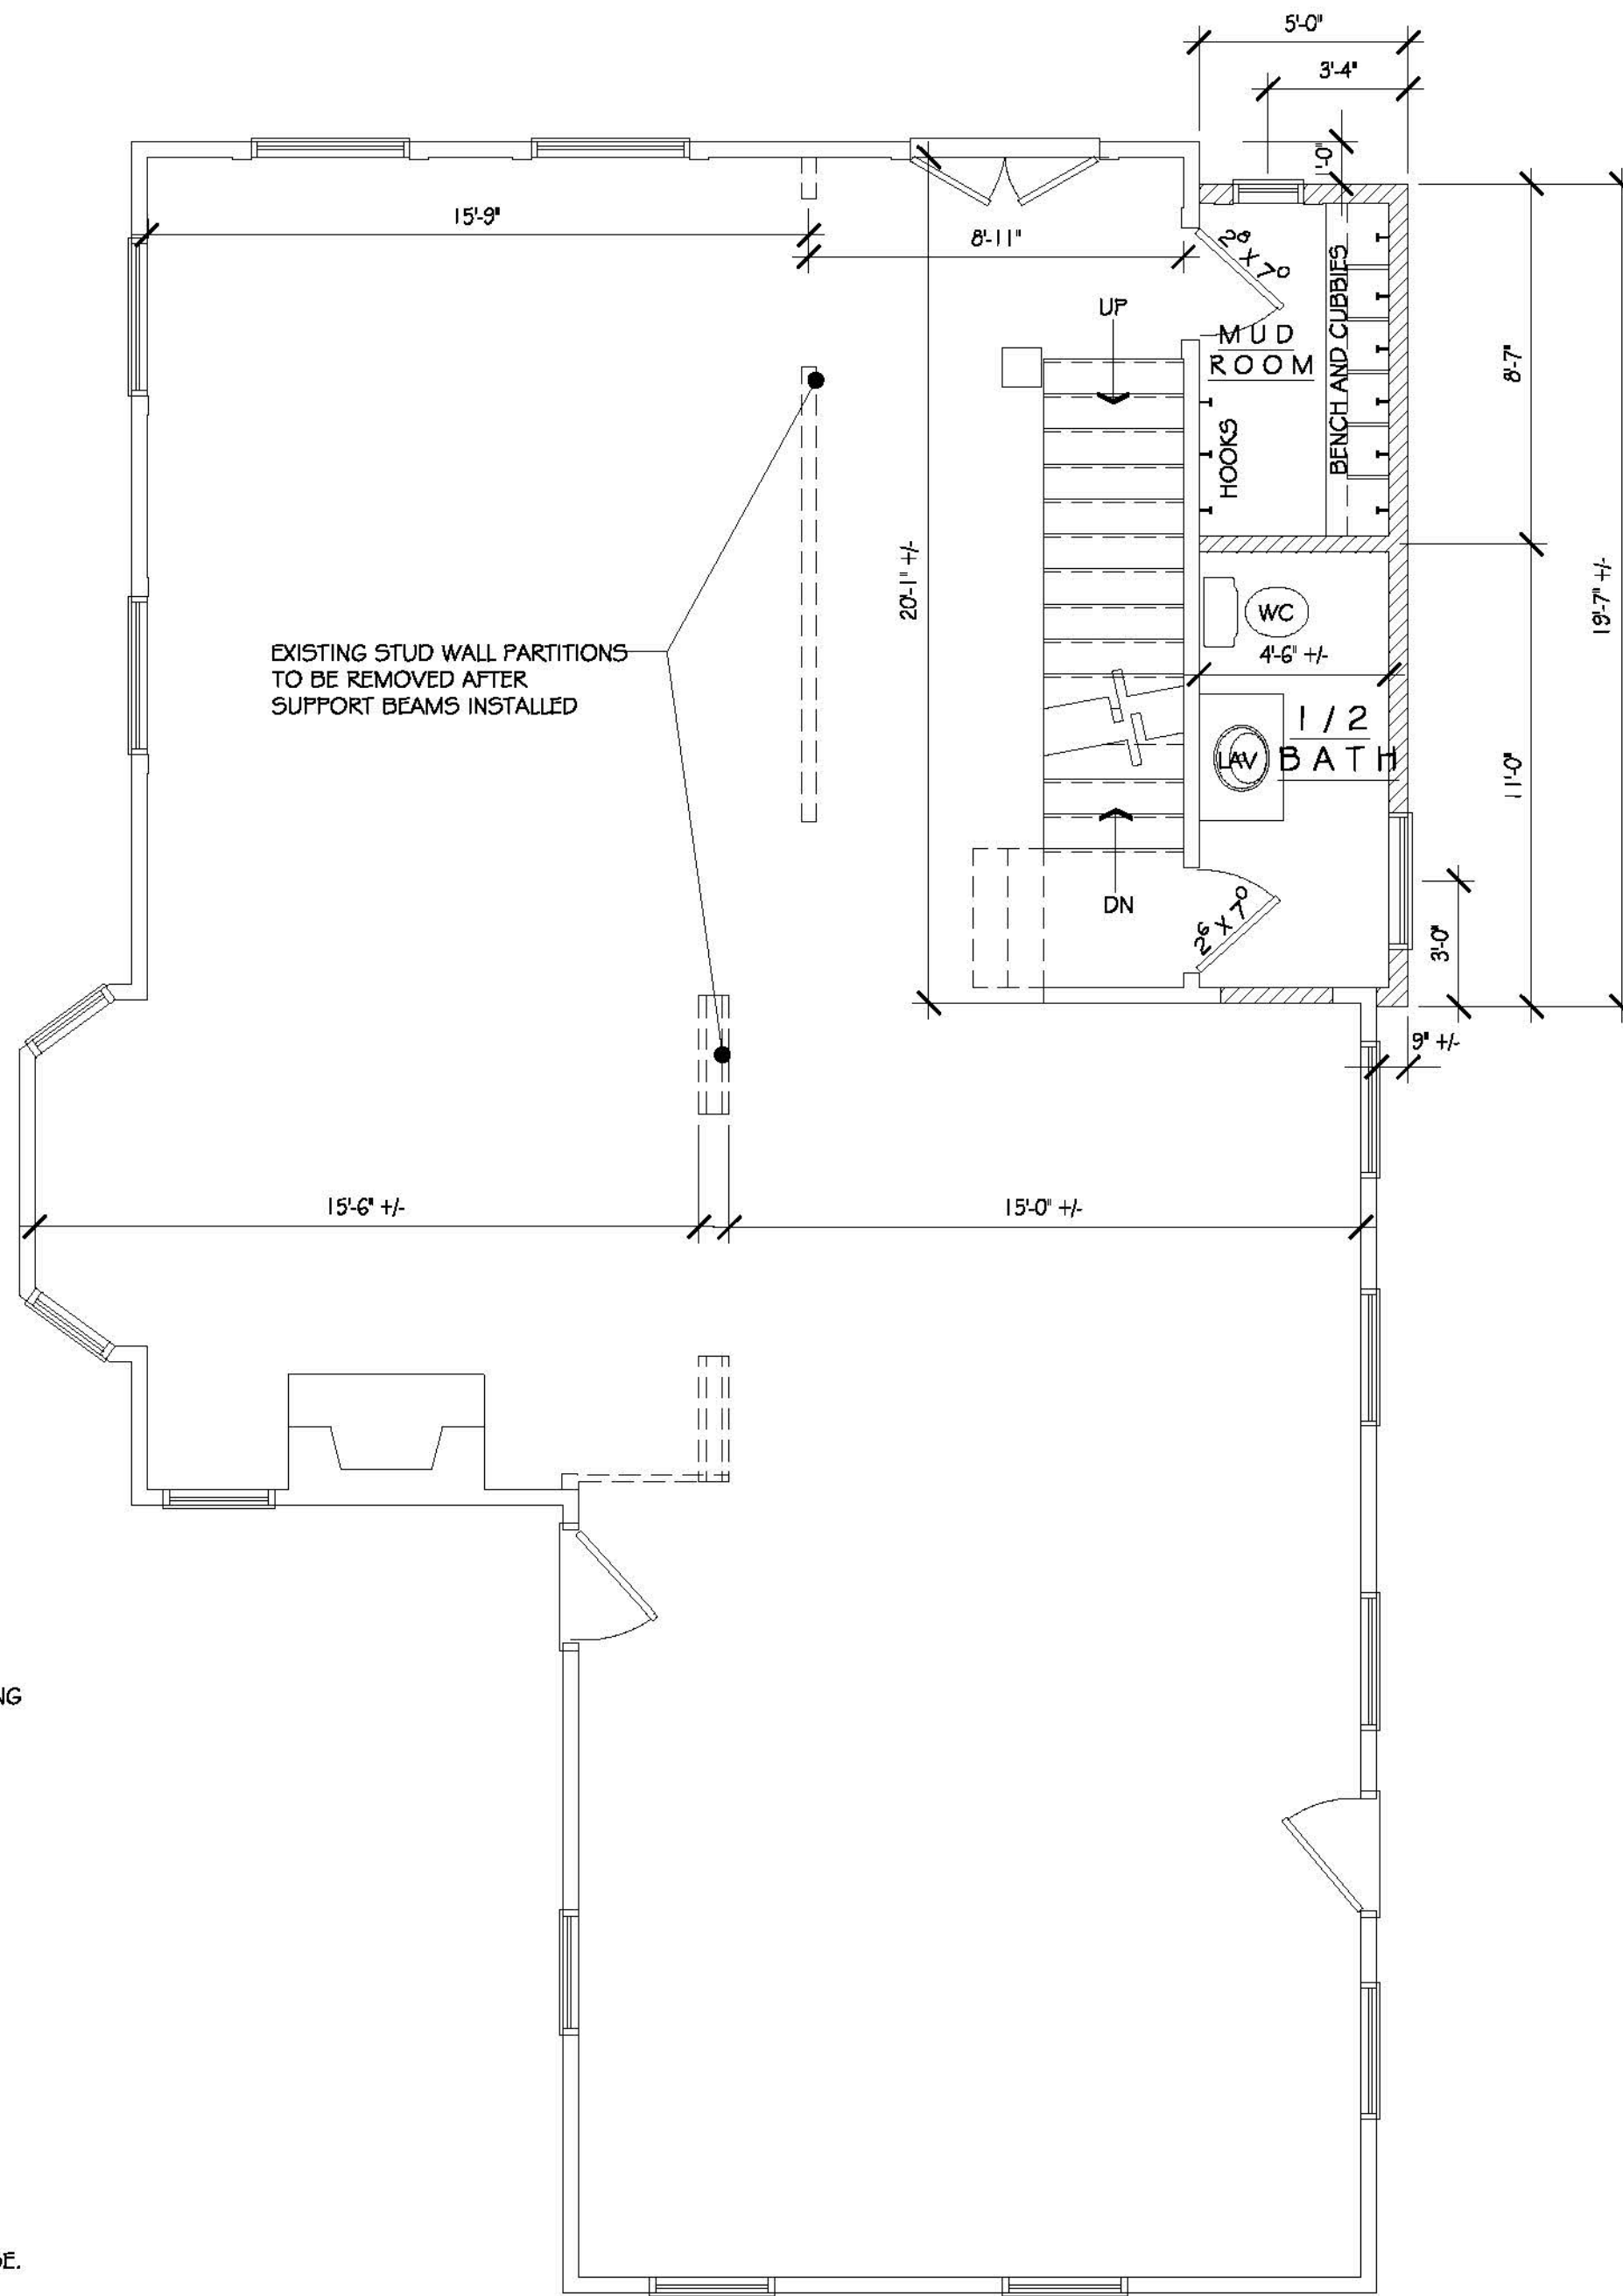 5'-0"
3'-4"
1'-0"
15'-9"
8'-11"
28 X 70
UP
MUD
ROOM
BENCH AND CUBBIES
HOOKS
8'-7"
20'-1" +/-
19'-7" +/-
EXISTING STUD WALL PARTITIONS
TO BE REMOVED AFTER
SUPPORT BEAMS INSTALLED
WC
4'-6" +/-
1/2
BATH
LAV
11'-0"
DN
26 X 70
3'-0"
9" +/-
15'-6" +/-
15'-0" +/-
NG
DE.